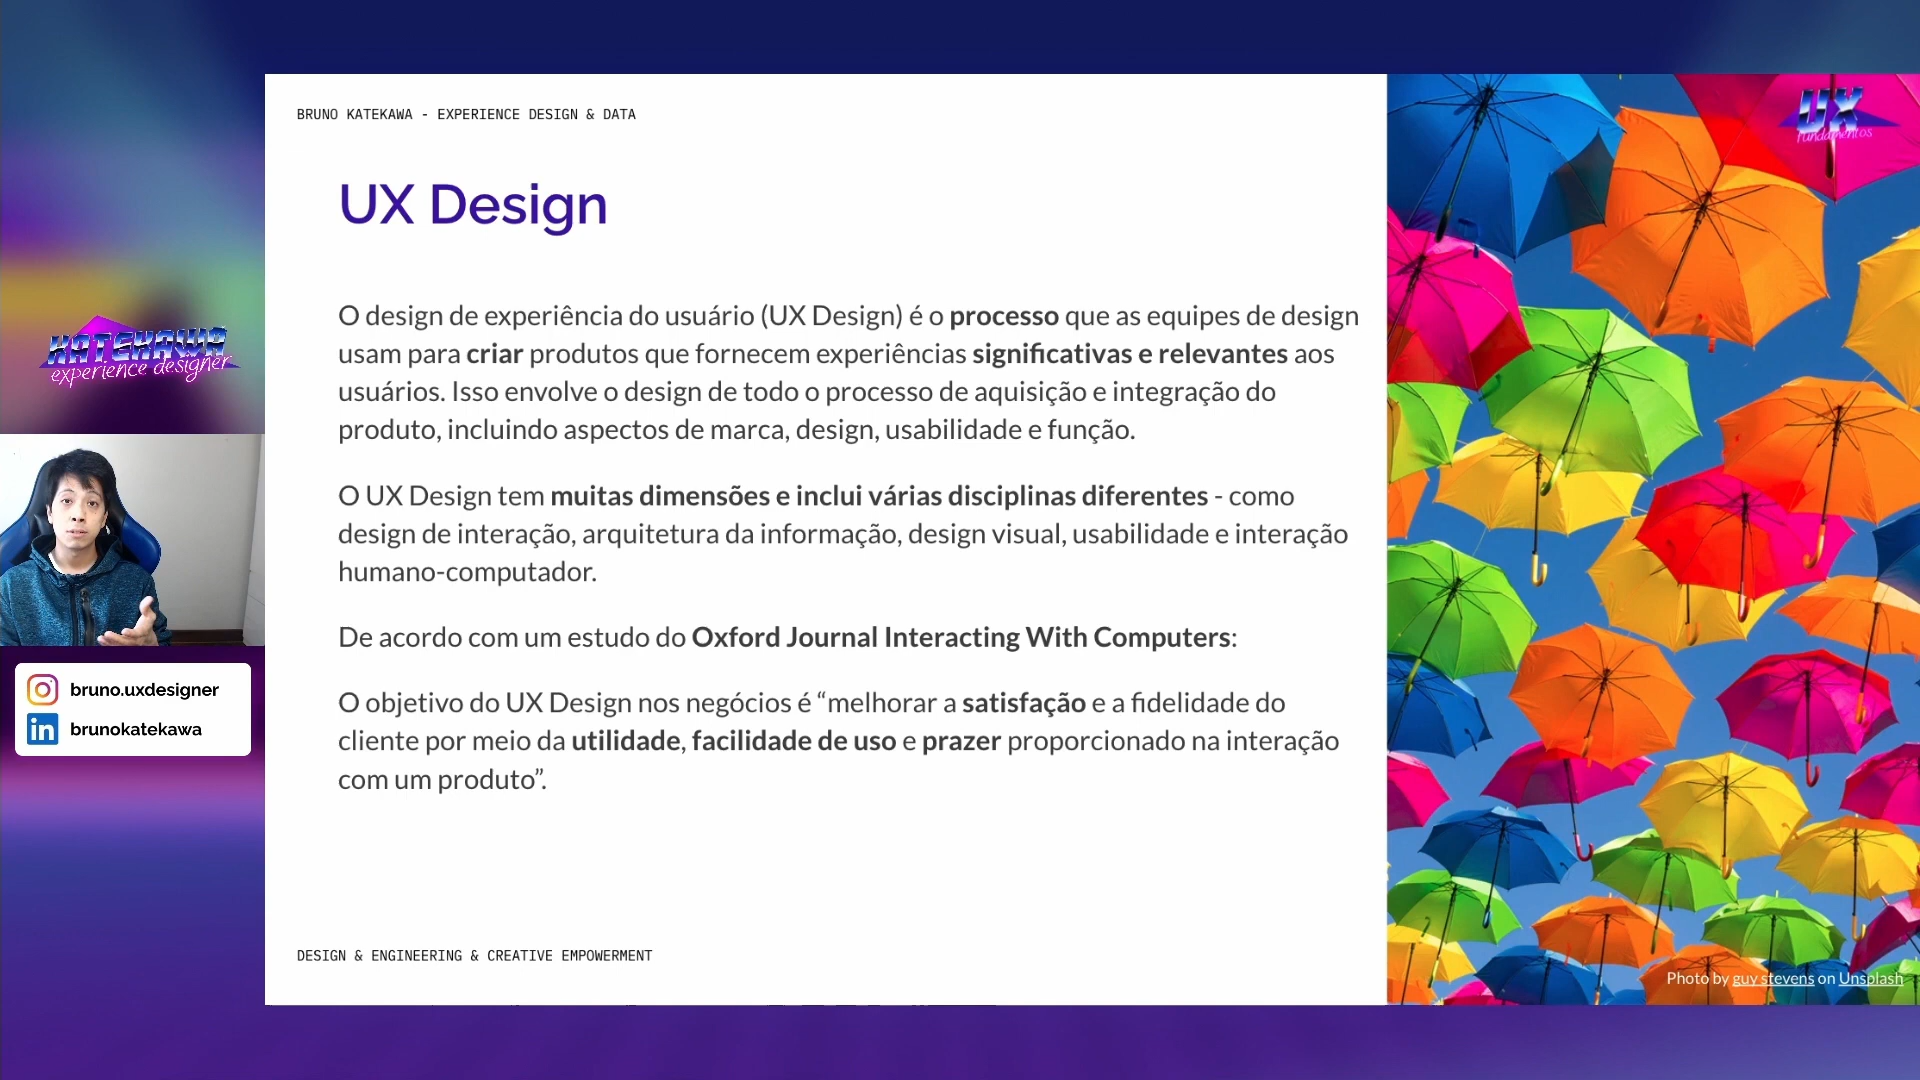 BRUNO KATEKAWA - EXPERIENCE DESIGN & DATA
UX
fundamentos
UX Design
O design de experiência do usuário (UX Design) é o processo que as equipes de design
usam para criar produtos que fornecem experiências significativas e relevantes aos
usuários. Isso envolve o design de todo o processo de aquisição e integração do
produto, incluindo aspectos de marca, design, usabilidade e função.
O UX Design tem muitas dimensões e inclui várias disciplinas diferentes - como
design de interação, arquitetura da informação, design visual, usabilidade e interação
humano-computador.
De acordo com um estudo do Oxford Journal Interacting With Computers:
O objetivo do UX Design nos negócios é “melhorar a satisfação e a fidelidade do
cliente por meio da utilidade, facilidade de uso e prazer proporcionado na interação
com um produto”.
DESIGN & ENGINEERING & CREATIVE EMPOWERMENT
Photo by guy stevens on Unsplash
KATEKAWA
experience designer
bruno.uxdesigner
in brunokatekawa